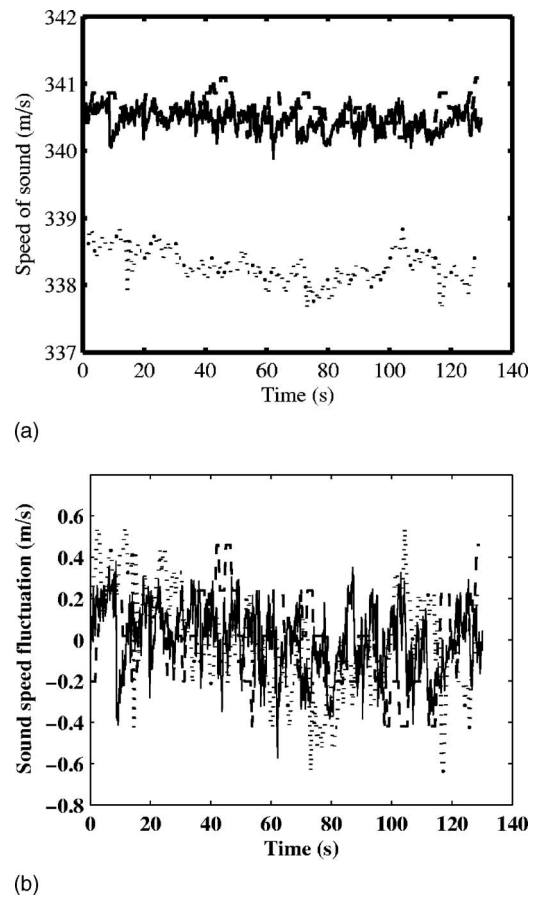 342
341
340
339
338
337
Speed of sound (m/s)
0 20 40 60 80 100 120 140
Time (s)
(a)
0.6
0.4
0.2
0
−0.2
−0.4
−0.6
−0.8
Sound speed fluctuation (m/s)
0 20 40 60 80 100 120 140
Time (s)
(b)